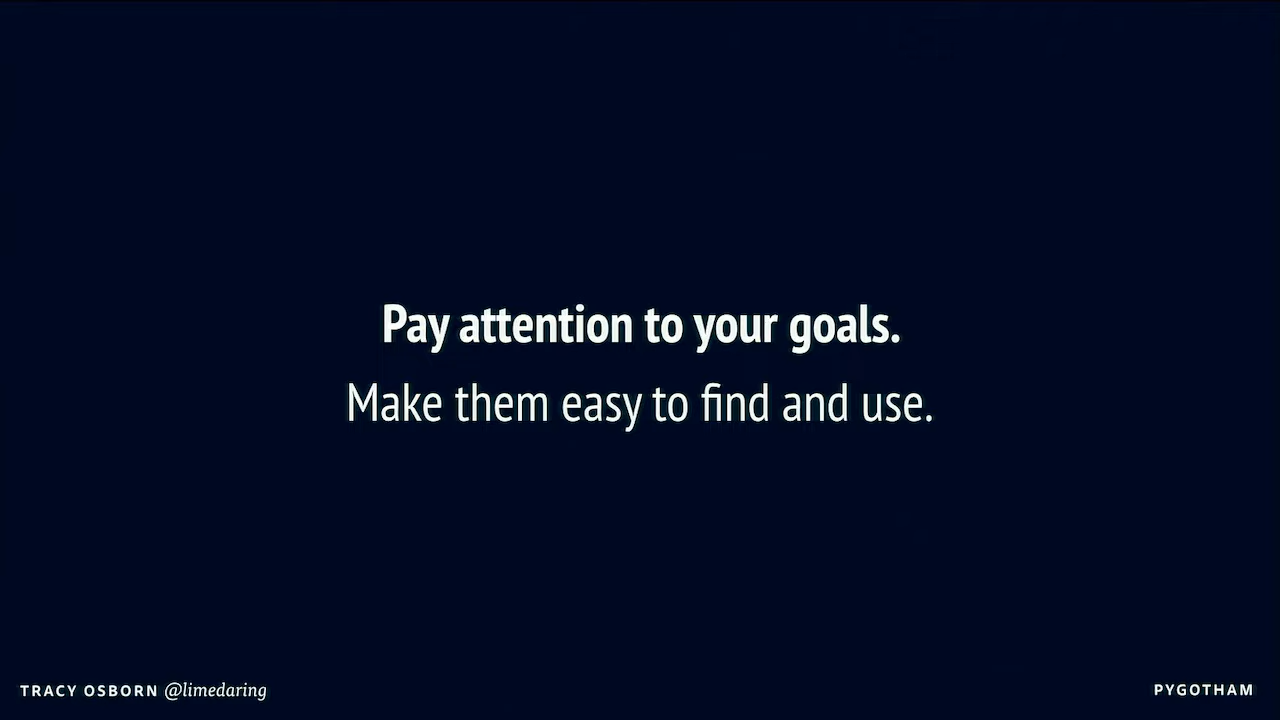 Pay attention to your goals.
Make them easy to find and use.
TRACY OSBORN @limedaring
PYGOTHAM